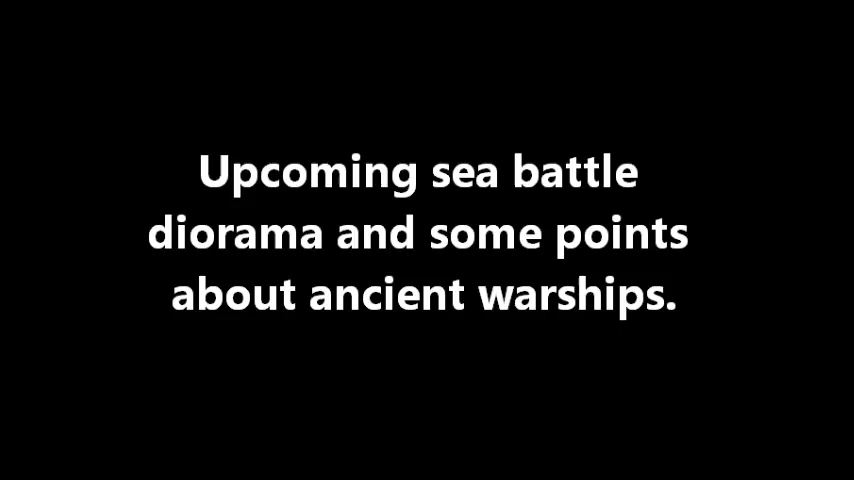 Upcoming sea battle
diorama and some points
about ancient warships.